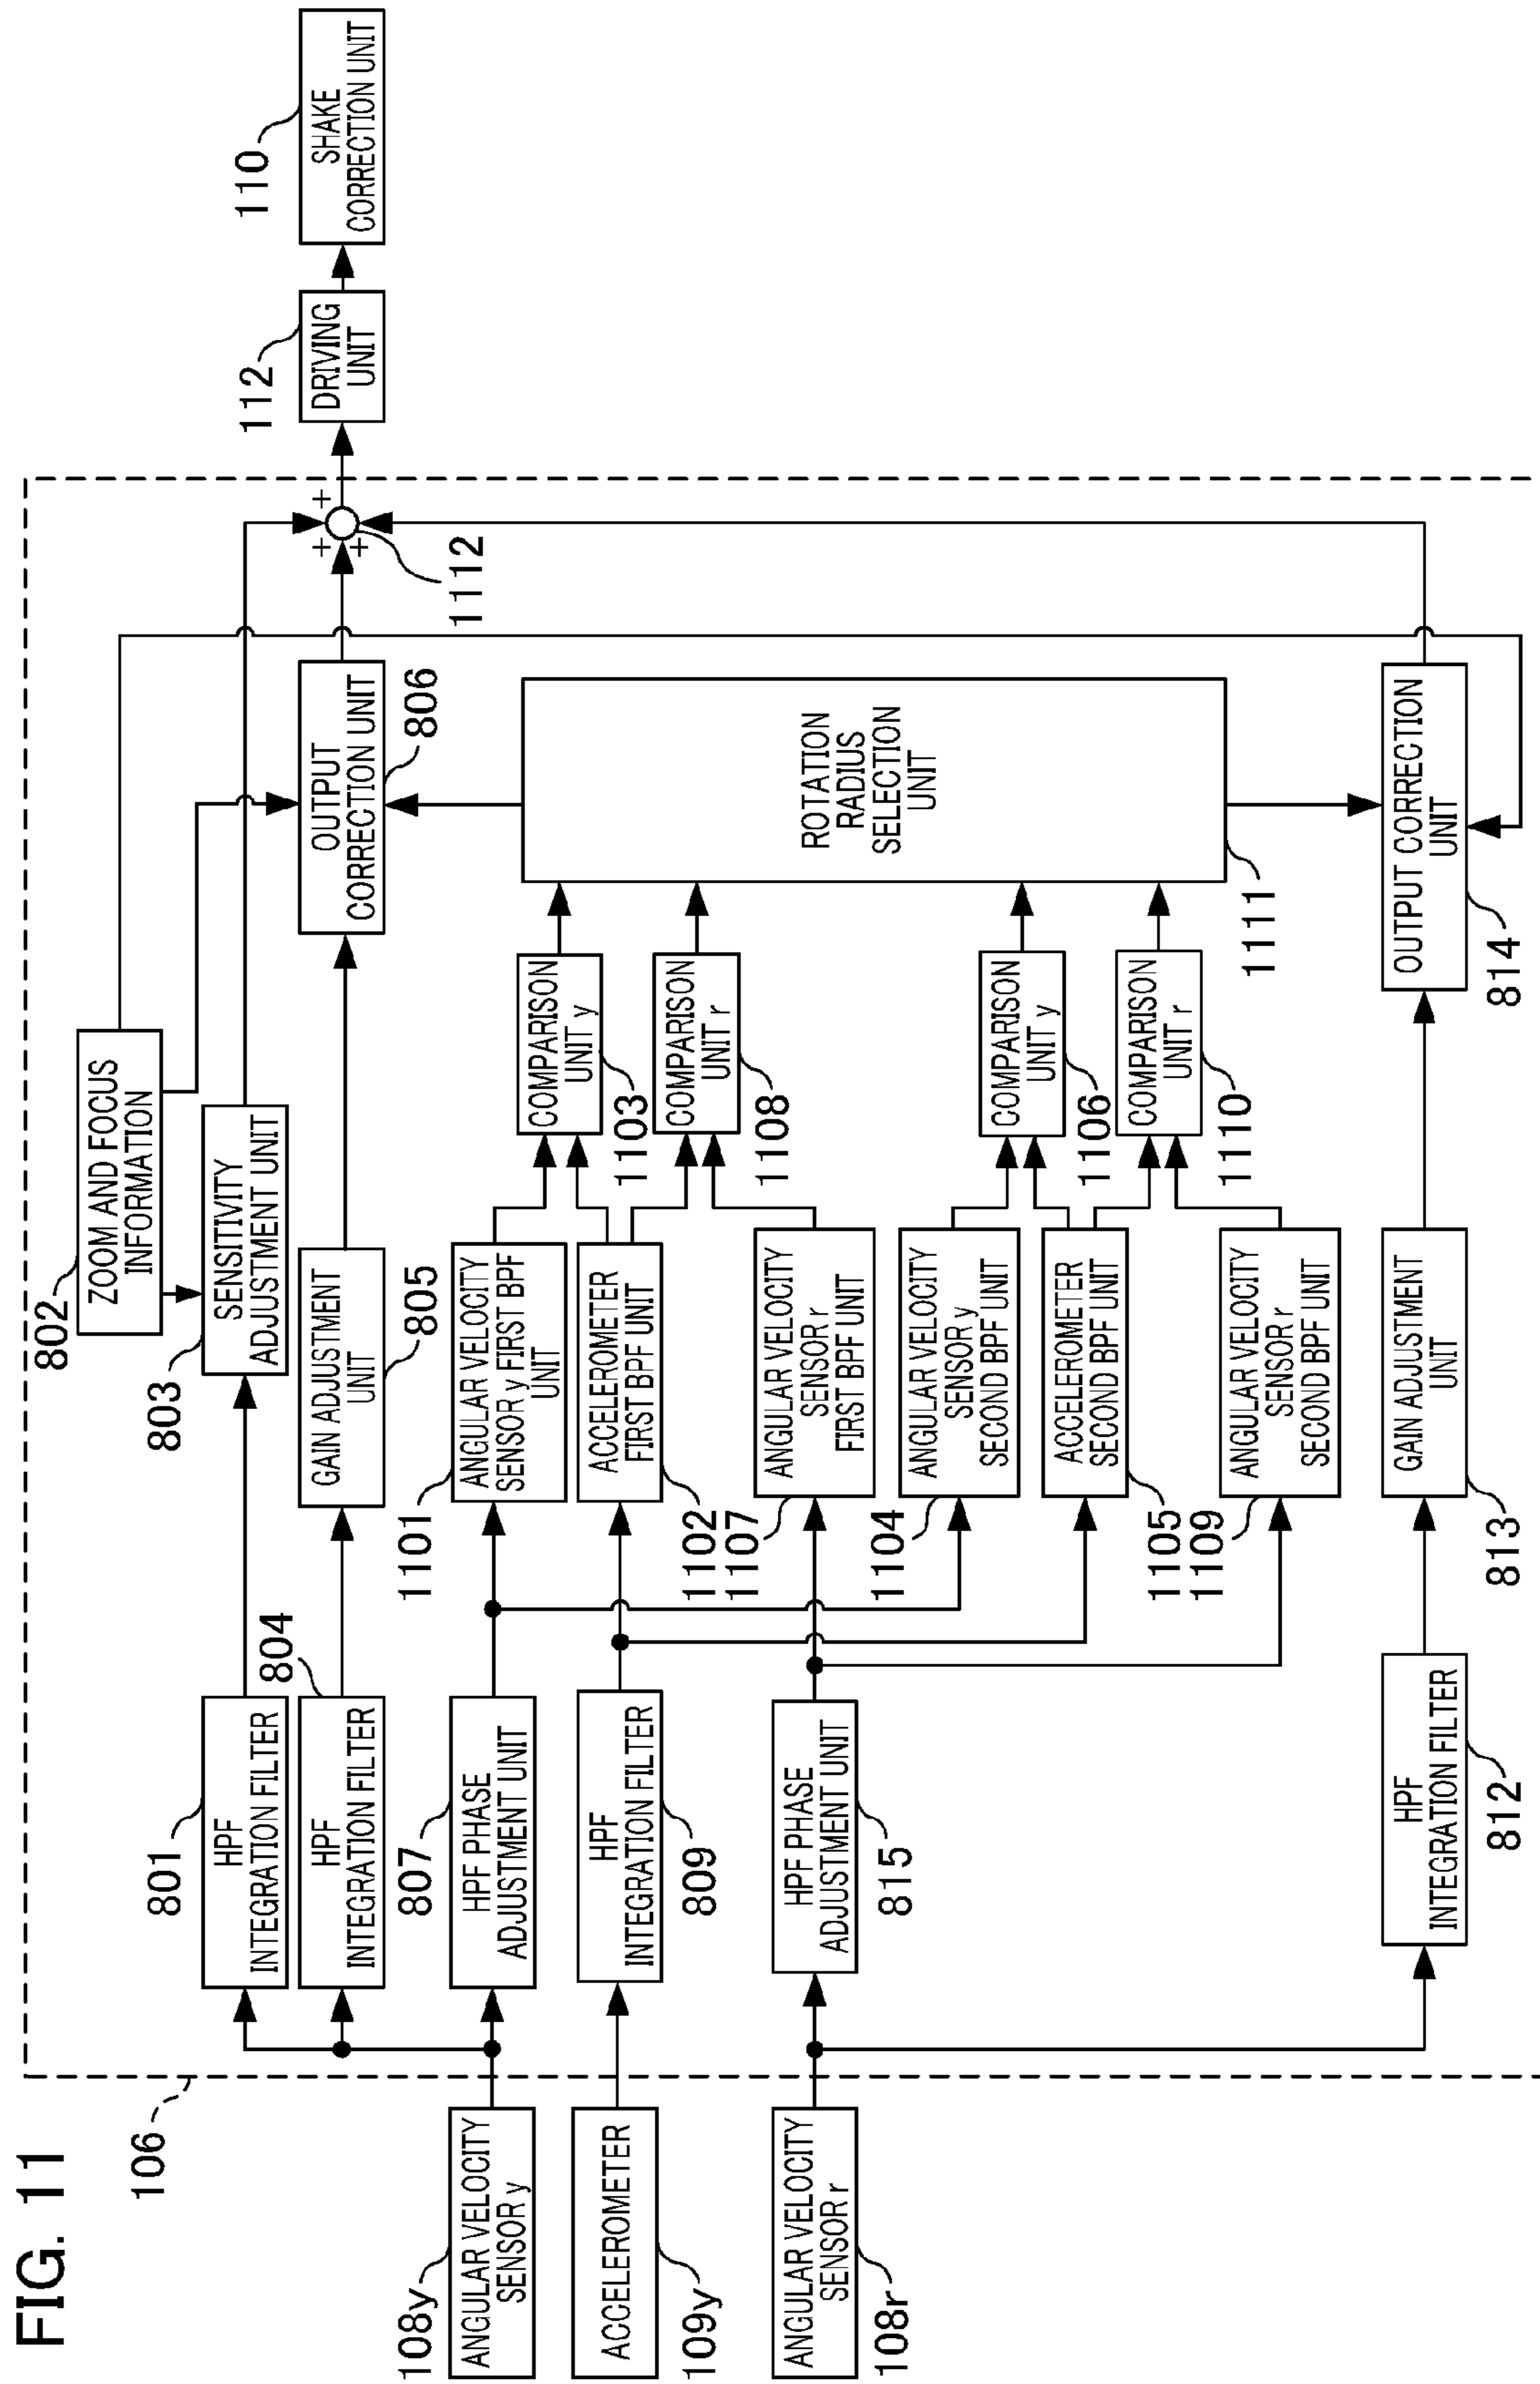 FIG. 11
106
108y
ANGULAR VELOCITY
SENSOR y
109y
ACCELEROMETER
108r
ANGULAR VELOCITY
SENSOR r
801
HPF
INTEGRATION FILTER
804
HPF
INTEGRATION FILTER
807
HPF PHASE
ADJUSTMENT UNIT
809
HPF
INTEGRATION FILTER
815
HPF PHASE
ADJUSTMENT UNIT
812
HPF
INTEGRATION FILTER
802
ZOOM AND FOCUS
INFORMATION
803
SENSITIVITY
ADJUSTMENT UNIT
805
GAIN ADJUSTMENT
UNIT
1101
ANGULAR VELOCITY
SENSOR y FIRST BPF
UNIT
1102
ACCELEROMETER
FIRST BPF UNIT
1107
ANGULAR VELOCITY
SENSOR r
FIRST BPF UNIT
1104
ANGULAR VELOCITY
SENSOR y
SECOND BPF UNIT
1105
ACCELEROMETER
SECOND BPF UNIT
1109
ANGULAR VELOCITY
SENSOR r
SECOND BPF UNIT
813
GAIN ADJUSTMENT
UNIT
1103
COMPARISON
UNIT y
1108
COMPARISON
UNIT r
1106
COMPARISON
UNIT y
1110
COMPARISON
UNIT r
806
OUTPUT
CORRECTION UNIT
1111
ROTATION
RADIUS
SELECTION
UNIT
814
OUTPUT CORRECTION
UNIT
1112
+
+
+
112
DRIVING
UNIT
110
SHAKE
CORRECTION UNIT